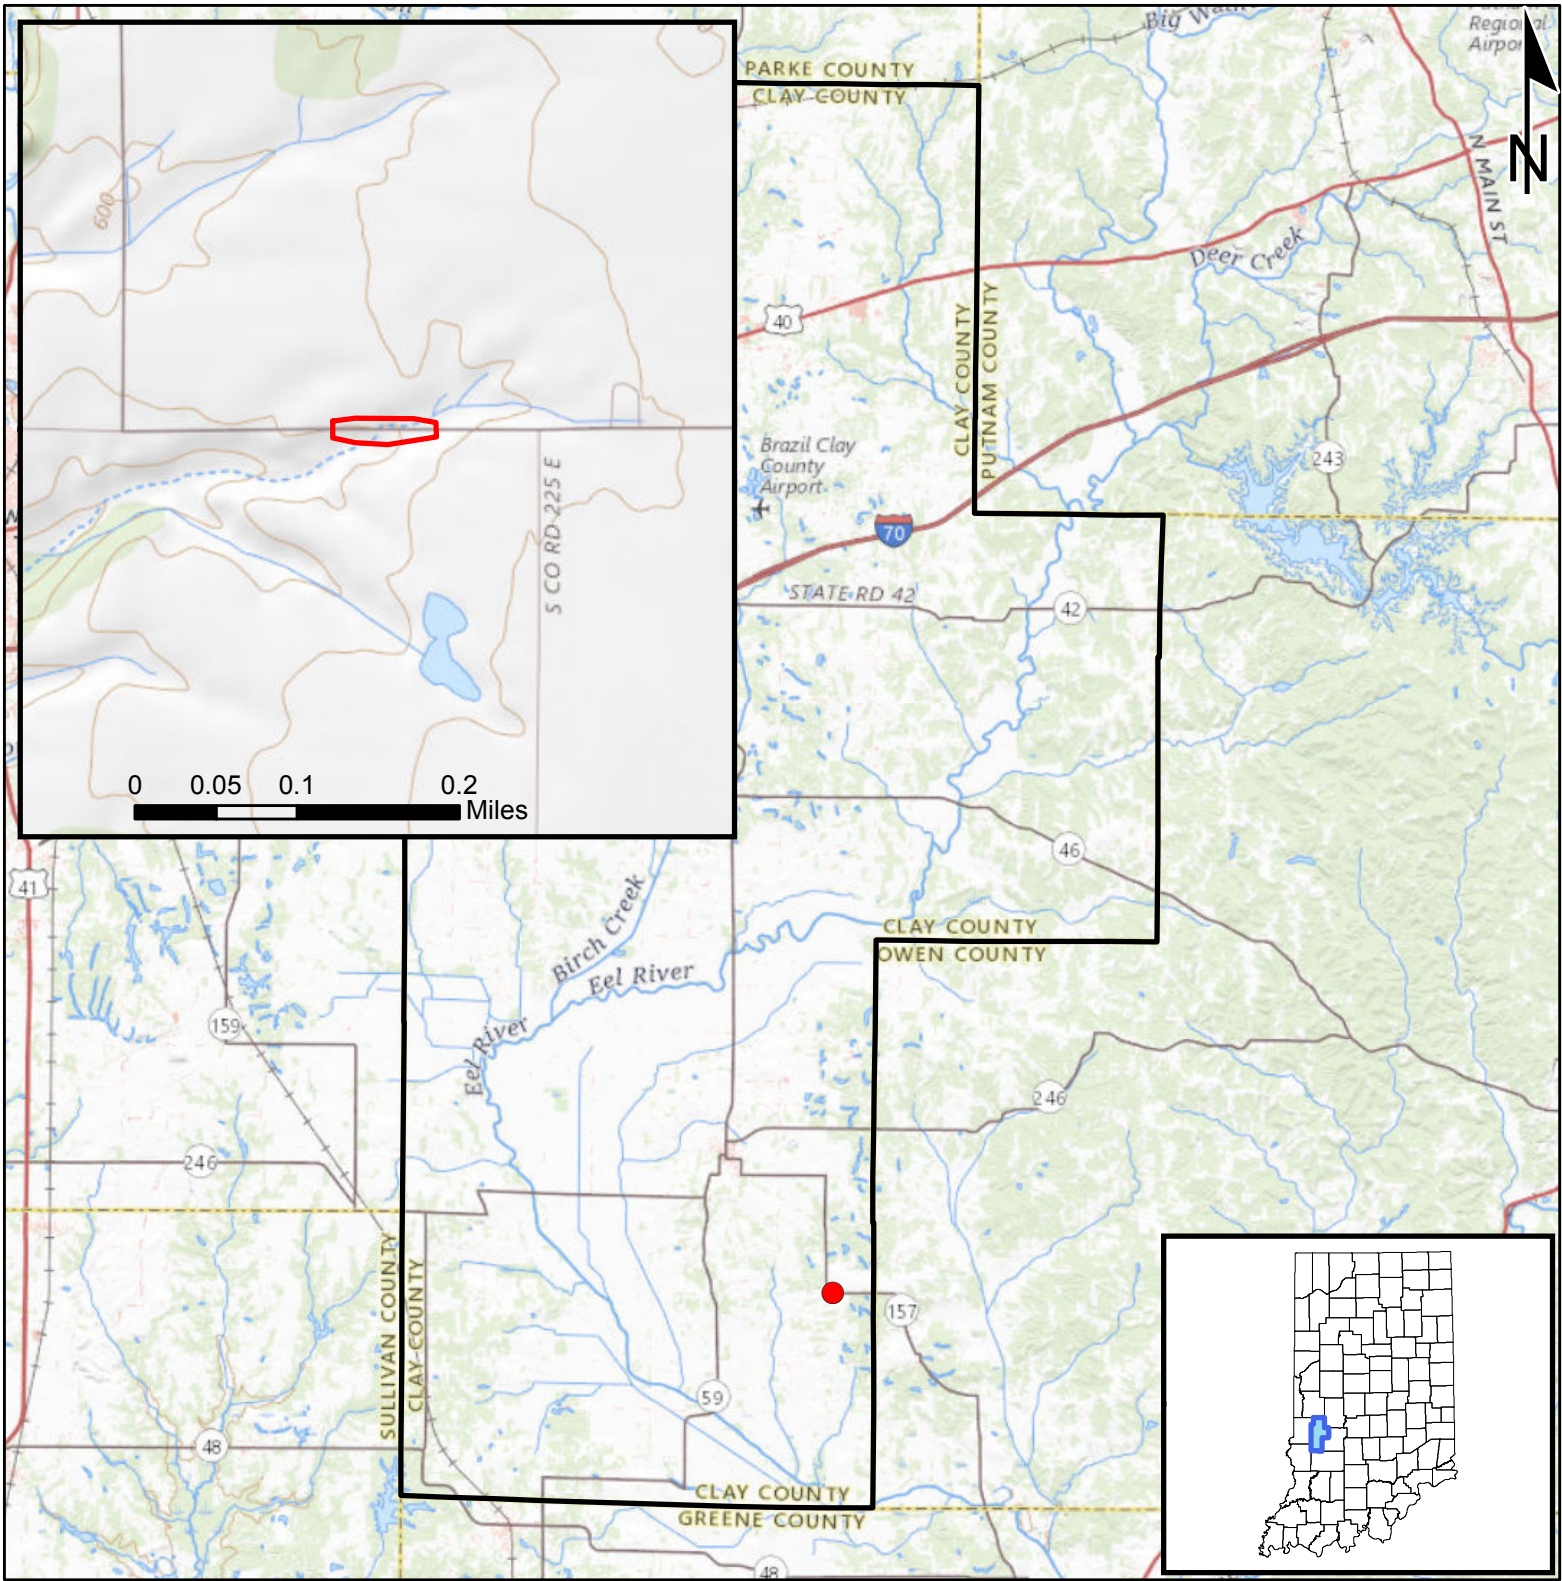 PARKE COUNTY
CLAY COUNTY
Regional
Airport
N
N MAIN ST
Deer Creek
600
40
CLAY COUNTY
PUTNAM COUNTY
Brazil Clay
County
Airport
243
70
S CO RD 225 E
STATE RD 42
42
0 0.05 0.1 0.2
Miles
46
41
Birch Creek
Eel River
CLAY COUNTY
OWEN COUNTY
159
Eel River
246
246
SULLIVAN COUNTY
CLAY COUNTY
157
59
48
CLAY COUNTY
GREENE COUNTY
48